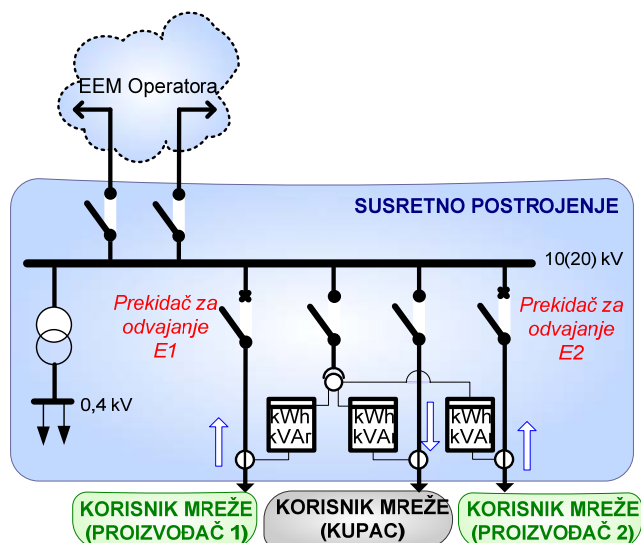 EEM Operatora
SUSRETNO POSTROJENJE
10(20) kV
Prekidač za
odvajanje
E1
Prekidač za
odvajanje
E2
0,4 kV
kWh
kVAr
kWh
kVAr
kWh
kVAr
KORISNIK MREŽE
(PROIZVOĐAČ 1)
KORISNIK MREŽE
(KUPAC)
KORISNIK MREŽE
(PROIZVOĐAČ 2)